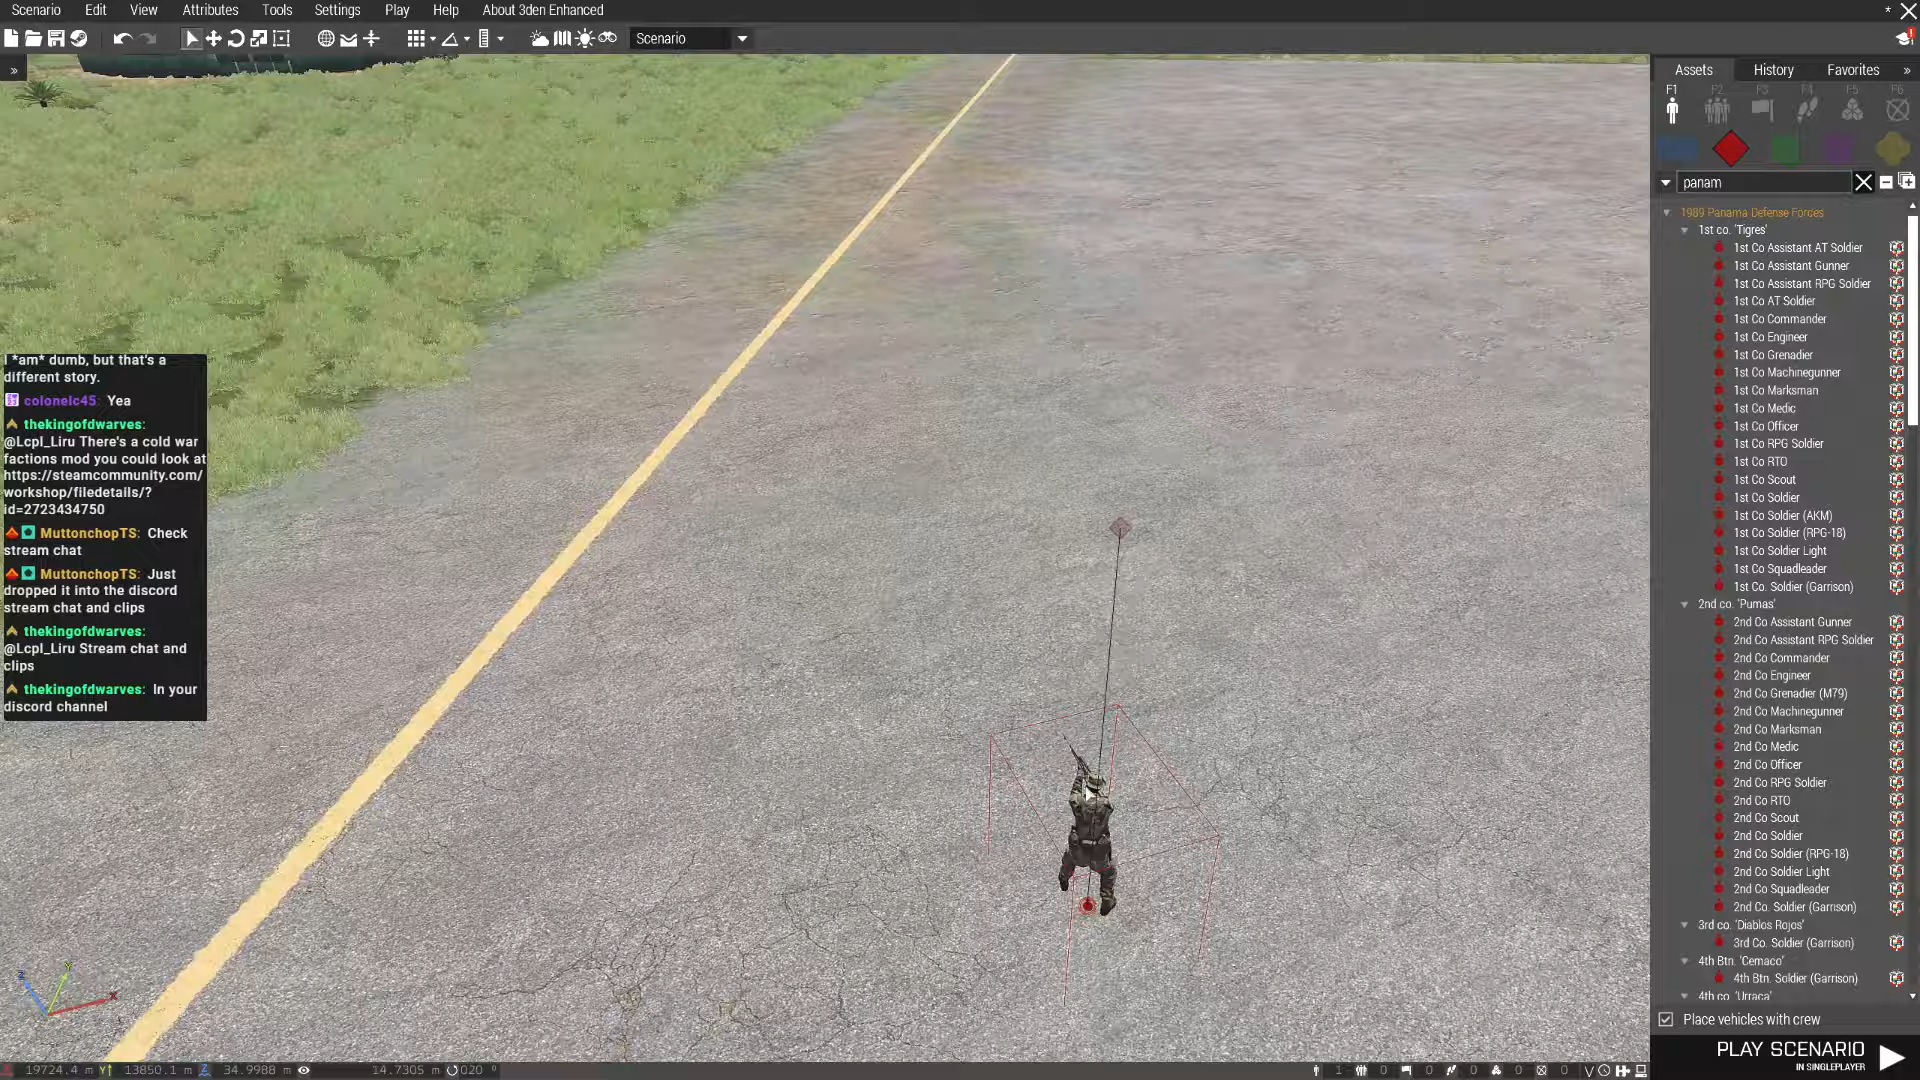 Scenario Edit View Attributes Tools Settings Play Help About 3den Enhanced
Scenario
Assets History Favorites
F1 F2 F3 F4 F5 F6
panam
1989 Panama Defense Forces
1st co. 'Tigres'
1st Co Assistant AT Soldier
1st Co Assistant Gunner
1st Co Assistant RPG Soldier
1st Co AT Soldier
1st Co Commander
1st Co Engineer
1st Co Grenadier
1st Co Machinegunner
1st Co Marksman
1st Co Medic
1st Co Officer
1st Co RPG Soldier
1st Co RTO
1st Co Scout
1st Co Soldier
1st Co Soldier (AKM)
1st Co Soldier (RPG-18)
1st Co Soldier Light
1st Co Squadleader
1st Co. Soldier (Garrison)
2nd co. 'Pumas'
2nd Co Assistant Gunner
2nd Co Assistant RPG Soldier
2nd Co Commander
2nd Co Engineer
2nd Co Grenadier (M79)
2nd Co Machinegunner
2nd Co Marksman
2nd Co Medic
2nd Co Officer
2nd Co RPG Soldier
2nd Co RTO
2nd Co Scout
2nd Co Soldier
2nd Co Soldier (RPG-18)
2nd Co Soldier Light
2nd Co Squadleader
2nd Co. Soldier (Garrison)
3rd co. 'Diablos Rojos'
3rd Co. Soldier (Garrison)
4th Btn. 'Cemaco'
4th Btn. Soldier (Garrison)
4th co. 'Urraca'
Place vehicles with crew
PLAY SCENARIO
IN SINGLEPLAYER
I *am* dumb, but that's a
different story.
colonelc45: Yea
thekingofdwarves:
@Lcpl_Liru There's a cold war
factions mod you could look at
https://steamcommunity.com/
workshop/filedetails/?
id=2723434750
MuttonchopTS: Check
stream chat
MuttonchopTS: Just
dropped it into the discord
stream chat and clips
thekingofdwarves:
@Lcpl_Liru Stream chat and
clips
thekingofdwarves: In your
discord channel
Z Y X
X 19724.4 m Y 13850.1 m Z 34.9988 m 14.7305 m 020 °
1 0 0 0 0 0